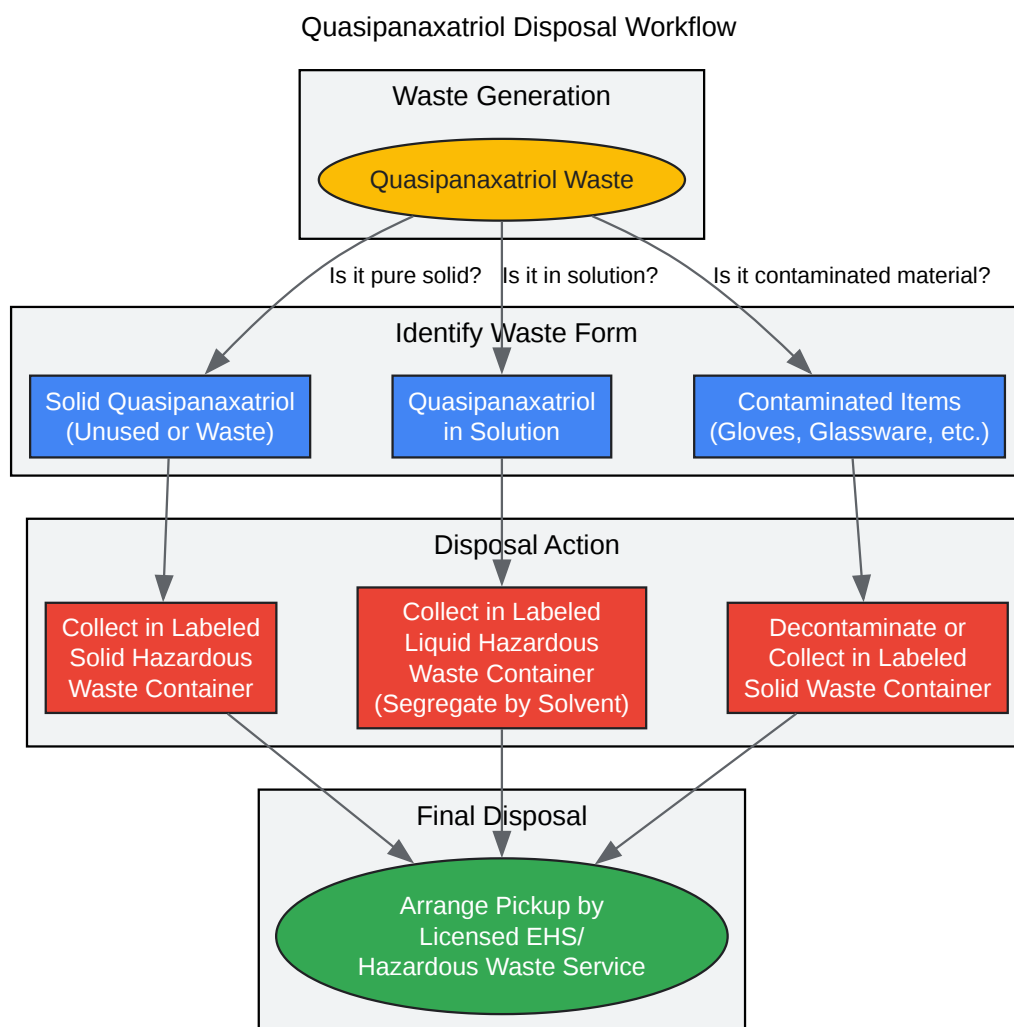 Quasipanaxatriol Disposal Workflow
Waste Generation
Quasipanaxatriol Waste
Is it pure solid?
Is it in solution?
Is it contaminated material?
Identify Waste Form
Solid Quasipanaxatriol
(Unused or Waste)
Quasipanaxatriol
in Solution
Contaminated Items
(Gloves, Glassware, etc.)
Disposal Action
Collect in Labeled
Solid Hazardous
Waste Container
Collect in Labeled
Liquid Hazardous
Waste Container
(Segregate by Solvent)
Decontaminate or
Collect in Labeled
Solid Waste Container
Final Disposal
Arrange Pickup by
Licensed EHS/
Hazardous Waste Service